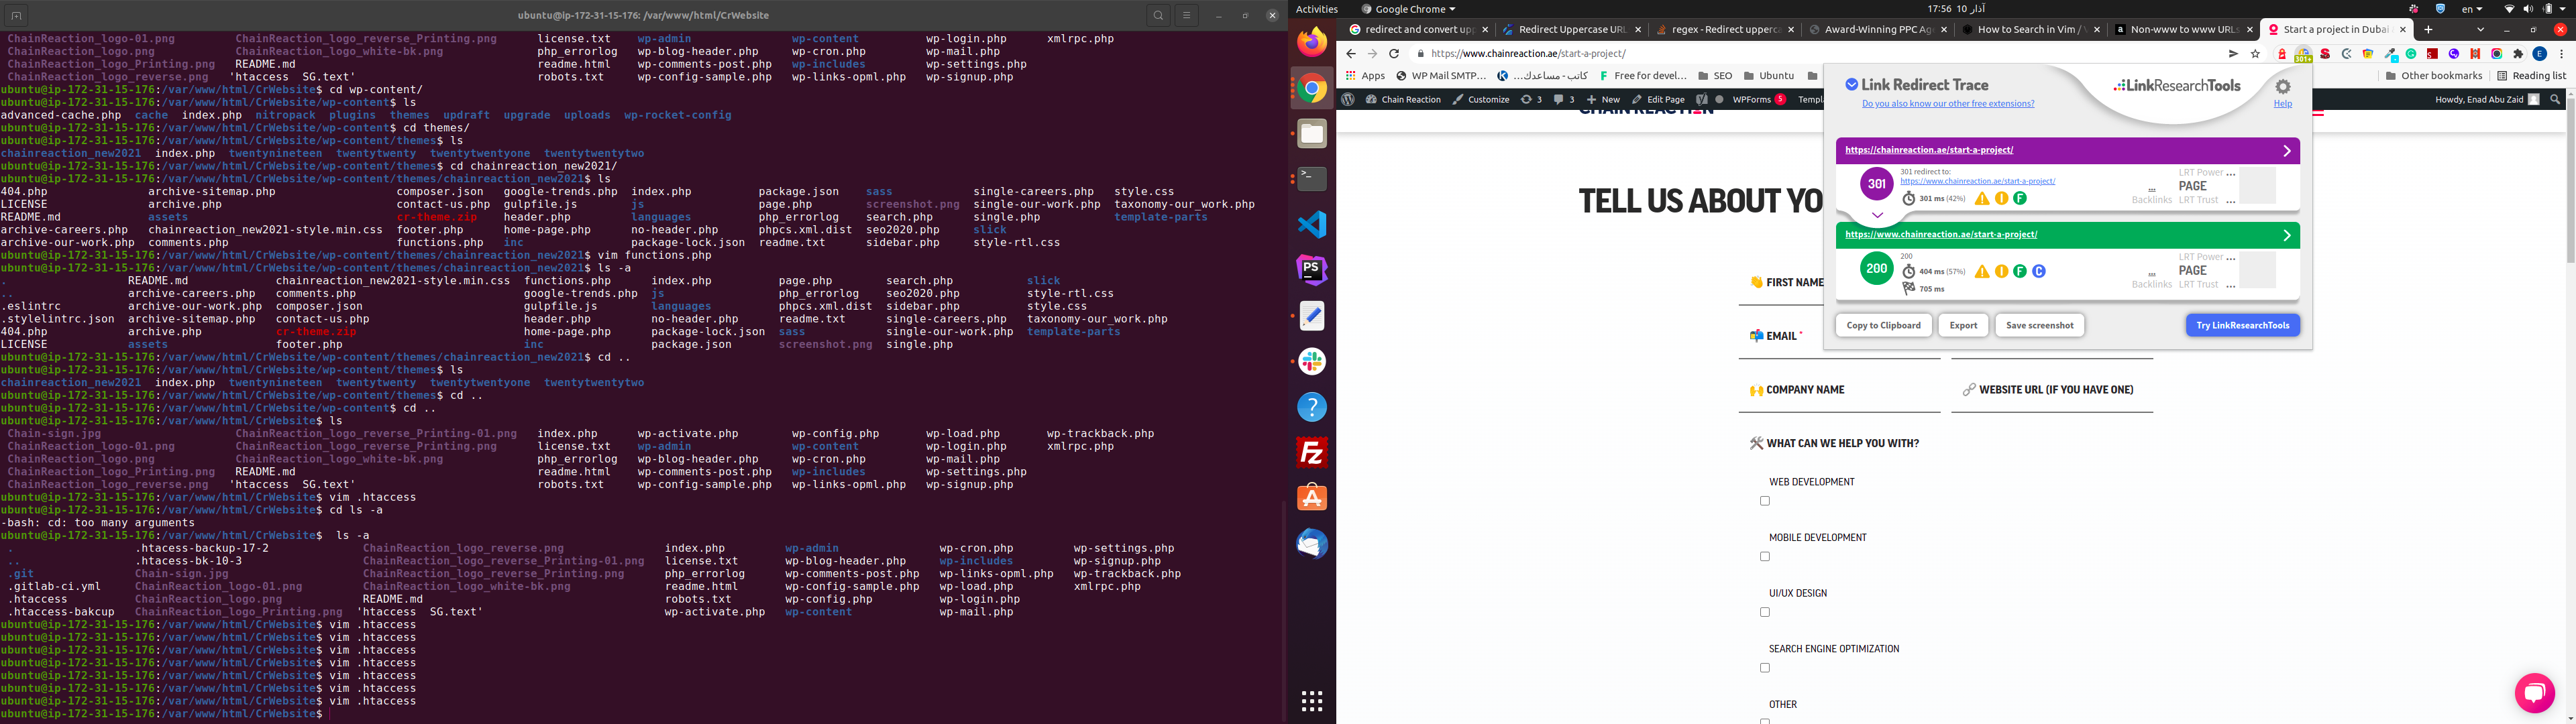 ubuntu@ip-172-31-15-176: /var/www/html/CrWebsite
ChainReaction_logo-01.png ChainReaction_logo_reverse_Printing.png license.txt wp-admin wp-content wp-login.php xmlrpc.php
ChainReaction_logo.png ChainReaction_logo_white-bk.png php_errorlog wp-blog-header.php wp-cron.php wp-mail.php
ChainReaction_logo_Printing.png README.md readme.html wp-comments-post.php wp-includes wp-settings.php
ChainReaction_logo_reverse.png 'htaccess  SG.text' robots.txt wp-config-sample.php wp-links-opml.php wp-signup.php
ubuntu@ip-172-31-15-176:/var/www/html/CrWebsite$ cd wp-content/
ubuntu@ip-172-31-15-176:/var/www/html/CrWebsite/wp-content$ ls
advanced-cache.php cache index.php nitropack plugins themes updraft upgrade uploads wp-rocket-config
ubuntu@ip-172-31-15-176:/var/www/html/CrWebsite/wp-content$ cd themes/
ubuntu@ip-172-31-15-176:/var/www/html/CrWebsite/wp-content/themes$ ls
chainreaction_new2021 index.php twentynineteen twentytwenty twentytwentyone twentytwentytwo
ubuntu@ip-172-31-15-176:/var/www/html/CrWebsite/wp-content/themes$ cd chainreaction_new2021/
ubuntu@ip-172-31-15-176:/var/www/html/CrWebsite/wp-content/themes/chainreaction_new2021$ ls
404.php archive-sitemap.php composer.json google-trends.php index.php package.json sass single-careers.php style.css
LICENSE archive.php contact-us.php gulpfile.js js page.php screenshot.png single-our-work.php taxonomy-our_work.php
README.md assets cr-theme.zip header.php languages php_errorlog search.php single.php template-parts
archive-careers.php chainreaction_new2021-style.min.css footer.php home-page.php no-header.php phpcs.xml.dist seo2020.php slick
archive-our-work.php comments.php functions.php inc package-lock.json readme.txt sidebar.php style-rtl.css
ubuntu@ip-172-31-15-176:/var/www/html/CrWebsite/wp-content/themes/chainreaction_new2021$ vim functions.php
ubuntu@ip-172-31-15-176:/var/www/html/CrWebsite/wp-content/themes/chainreaction_new2021$ ls -a
. README.md chainreaction_new2021-style.min.css functions.php index.php page.php search.php slick
.. archive-careers.php comments.php google-trends.php js php_errorlog seo2020.php style-rtl.css
.eslintrc archive-our-work.php composer.json gulpfile.js languages phpcs.xml.dist sidebar.php style.css
.stylelintrc.json archive-sitemap.php contact-us.php header.php no-header.php readme.txt single-careers.php taxonomy-our_work.php
404.php archive.php cr-theme.zip home-page.php package-lock.json sass single-our-work.php template-parts
LICENSE assets footer.php inc package.json screenshot.png single.php
ubuntu@ip-172-31-15-176:/var/www/html/CrWebsite/wp-content/themes/chainreaction_new2021$ cd ..
ubuntu@ip-172-31-15-176:/var/www/html/CrWebsite/wp-content/themes$ ls
chainreaction_new2021 index.php twentynineteen twentytwenty twentytwentyone twentytwentytwo
ubuntu@ip-172-31-15-176:/var/www/html/CrWebsite/wp-content/themes$ cd ..
ubuntu@ip-172-31-15-176:/var/www/html/CrWebsite/wp-content$ cd ..
ubuntu@ip-172-31-15-176:/var/www/html/CrWebsite$ ls
Chain-sign.jpg ChainReaction_logo_reverse_Printing-01.png index.php wp-activate.php wp-config.php wp-load.php wp-trackback.php
ChainReaction_logo-01.png ChainReaction_logo_reverse_Printing.png license.txt wp-admin wp-content wp-login.php xmlrpc.php
ChainReaction_logo.png ChainReaction_logo_white-bk.png php_errorlog wp-blog-header.php wp-cron.php wp-mail.php
ChainReaction_logo_Printing.png README.md readme.html wp-comments-post.php wp-includes wp-settings.php
ChainReaction_logo_reverse.png 'htaccess  SG.text' robots.txt wp-config-sample.php wp-links-opml.php wp-signup.php
ubuntu@ip-172-31-15-176:/var/www/html/CrWebsite$ vim .htaccess
ubuntu@ip-172-31-15-176:/var/www/html/CrWebsite$ cd ls -a
-bash: cd: too many arguments
ubuntu@ip-172-31-15-176:/var/www/html/CrWebsite$  ls -a
. .htacess-backup-17-2 ChainReaction_logo_reverse.png index.php wp-admin wp-cron.php wp-settings.php
.. .htacess-bk-10-3 ChainReaction_logo_reverse_Printing-01.png license.txt wp-blog-header.php wp-includes wp-signup.php
.git Chain-sign.jpg ChainReaction_logo_reverse_Printing.png php_errorlog wp-comments-post.php wp-links-opml.php wp-trackback.php
.gitlab-ci.yml ChainReaction_logo-01.png ChainReaction_logo_white-bk.png readme.html wp-config-sample.php wp-load.php xmlrpc.php
.htaccess ChainReaction_logo.png README.md robots.txt wp-config.php wp-login.php
.htaccess-bakcup ChainReaction_logo_Printing.png 'htaccess  SG.text' wp-activate.php wp-content wp-mail.php
ubuntu@ip-172-31-15-176:/var/www/html/CrWebsite$ vim .htaccess
ubuntu@ip-172-31-15-176:/var/www/html/CrWebsite$ vim .htaccess
ubuntu@ip-172-31-15-176:/var/www/html/CrWebsite$ vim .htaccess
ubuntu@ip-172-31-15-176:/var/www/html/CrWebsite$ vim .htaccess
ubuntu@ip-172-31-15-176:/var/www/html/CrWebsite$ vim .htaccess
ubuntu@ip-172-31-15-176:/var/www/html/CrWebsite$ vim .htaccess
ubuntu@ip-172-31-15-176:/var/www/html/CrWebsite$ vim .htaccess
ubuntu@ip-172-31-15-176:/var/www/html/CrWebsite$
Activities Google Chrome 17:56 10 آذار en
redirect and convert upp Redirect Uppercase URL regex - Redirect upperca Award-Winning PPC Ag How to Search in Vim / Non-www to www URLs Start a project in Dubai
https://www.chainreaction.ae/start-a-project/ 301+
Apps WP Mail SMTP… كاتب - مساعدك… Free for devel… SEO Ubuntu Other bookmarks Reading list
Chain Reaction Customize 3 3 New Edit Page WPForms 5 Templ Howdy, Enad Abu Zaid
CHAIN REACTION
TELL US ABOUT YO
FIRST NAME
EMAIL *
COMPANY NAME
WEBSITE URL (IF YOU HAVE ONE)
WHAT CAN WE HELP YOU WITH?
WEB DEVELOPMENT
MOBILE DEVELOPMENT
UI/UX DESIGN
SEARCH ENGINE OPTIMIZATION
OTHER
Link Redirect Trace
Do you also know our other free extensions?
LinkResearchTools
Help
https://chainreaction.ae/start-a-project/
301
301 redirect to:
https://www.chainreaction.ae/start-a-project/
301 ms (42%)
I F
... Backlinks
LRT Power ...
PAGE
LRT Trust ...
https://www.chainreaction.ae/start-a-project/
200
200
404 ms (57%)
I F C
705 ms
... Backlinks
LRT Power ...
PAGE
LRT Trust ...
Copy to Clipboard Export Save screenshot Try LinkResearchTools